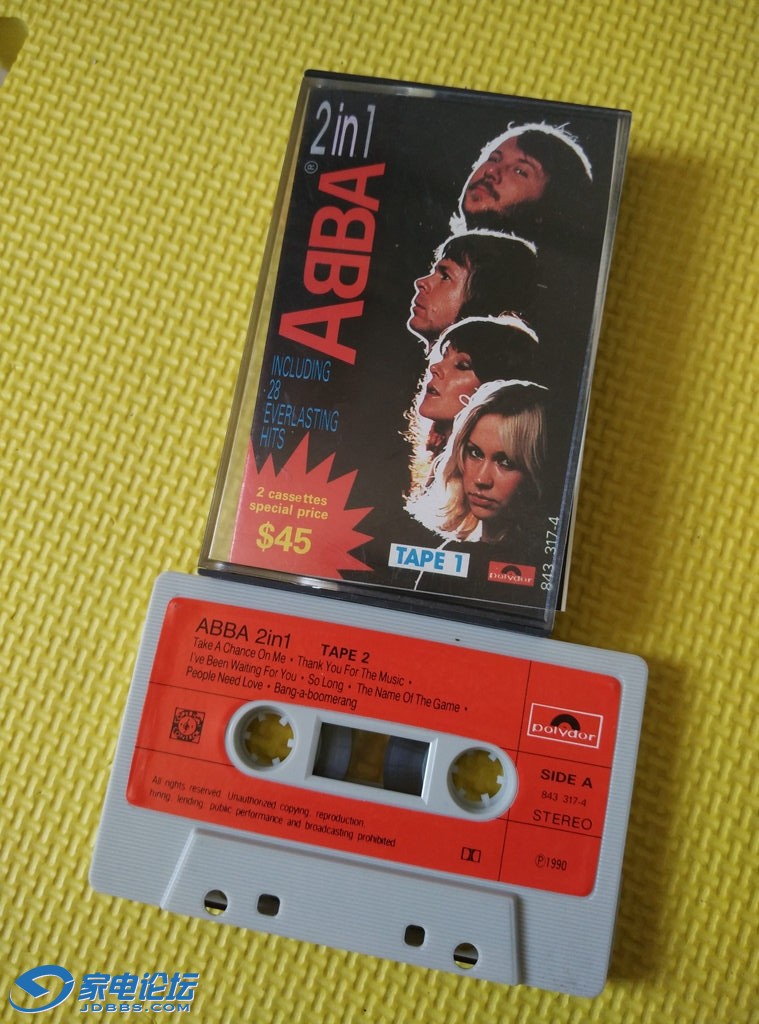 2in1
®
ABBA
INCLUDING
28
EVERLASTING
HITS
2 cassettes
special price
$45
TAPE 1
polydor
843 317-4
ABBA 2in1 TAPE 2
Take A Chance On Me • Thank You For The Music •
I've Been Waiting For You • So Long • The Name Of The Game •
People Need Love • Bang-a-boomerang
polydor
SIDE A
843 317-4
STEREO
All rights reserved. Unauthorized copying, reproduction,
hiring, lending, public performance and broadcasting prohibited
℗1990
家电论坛
JDBBS.COM